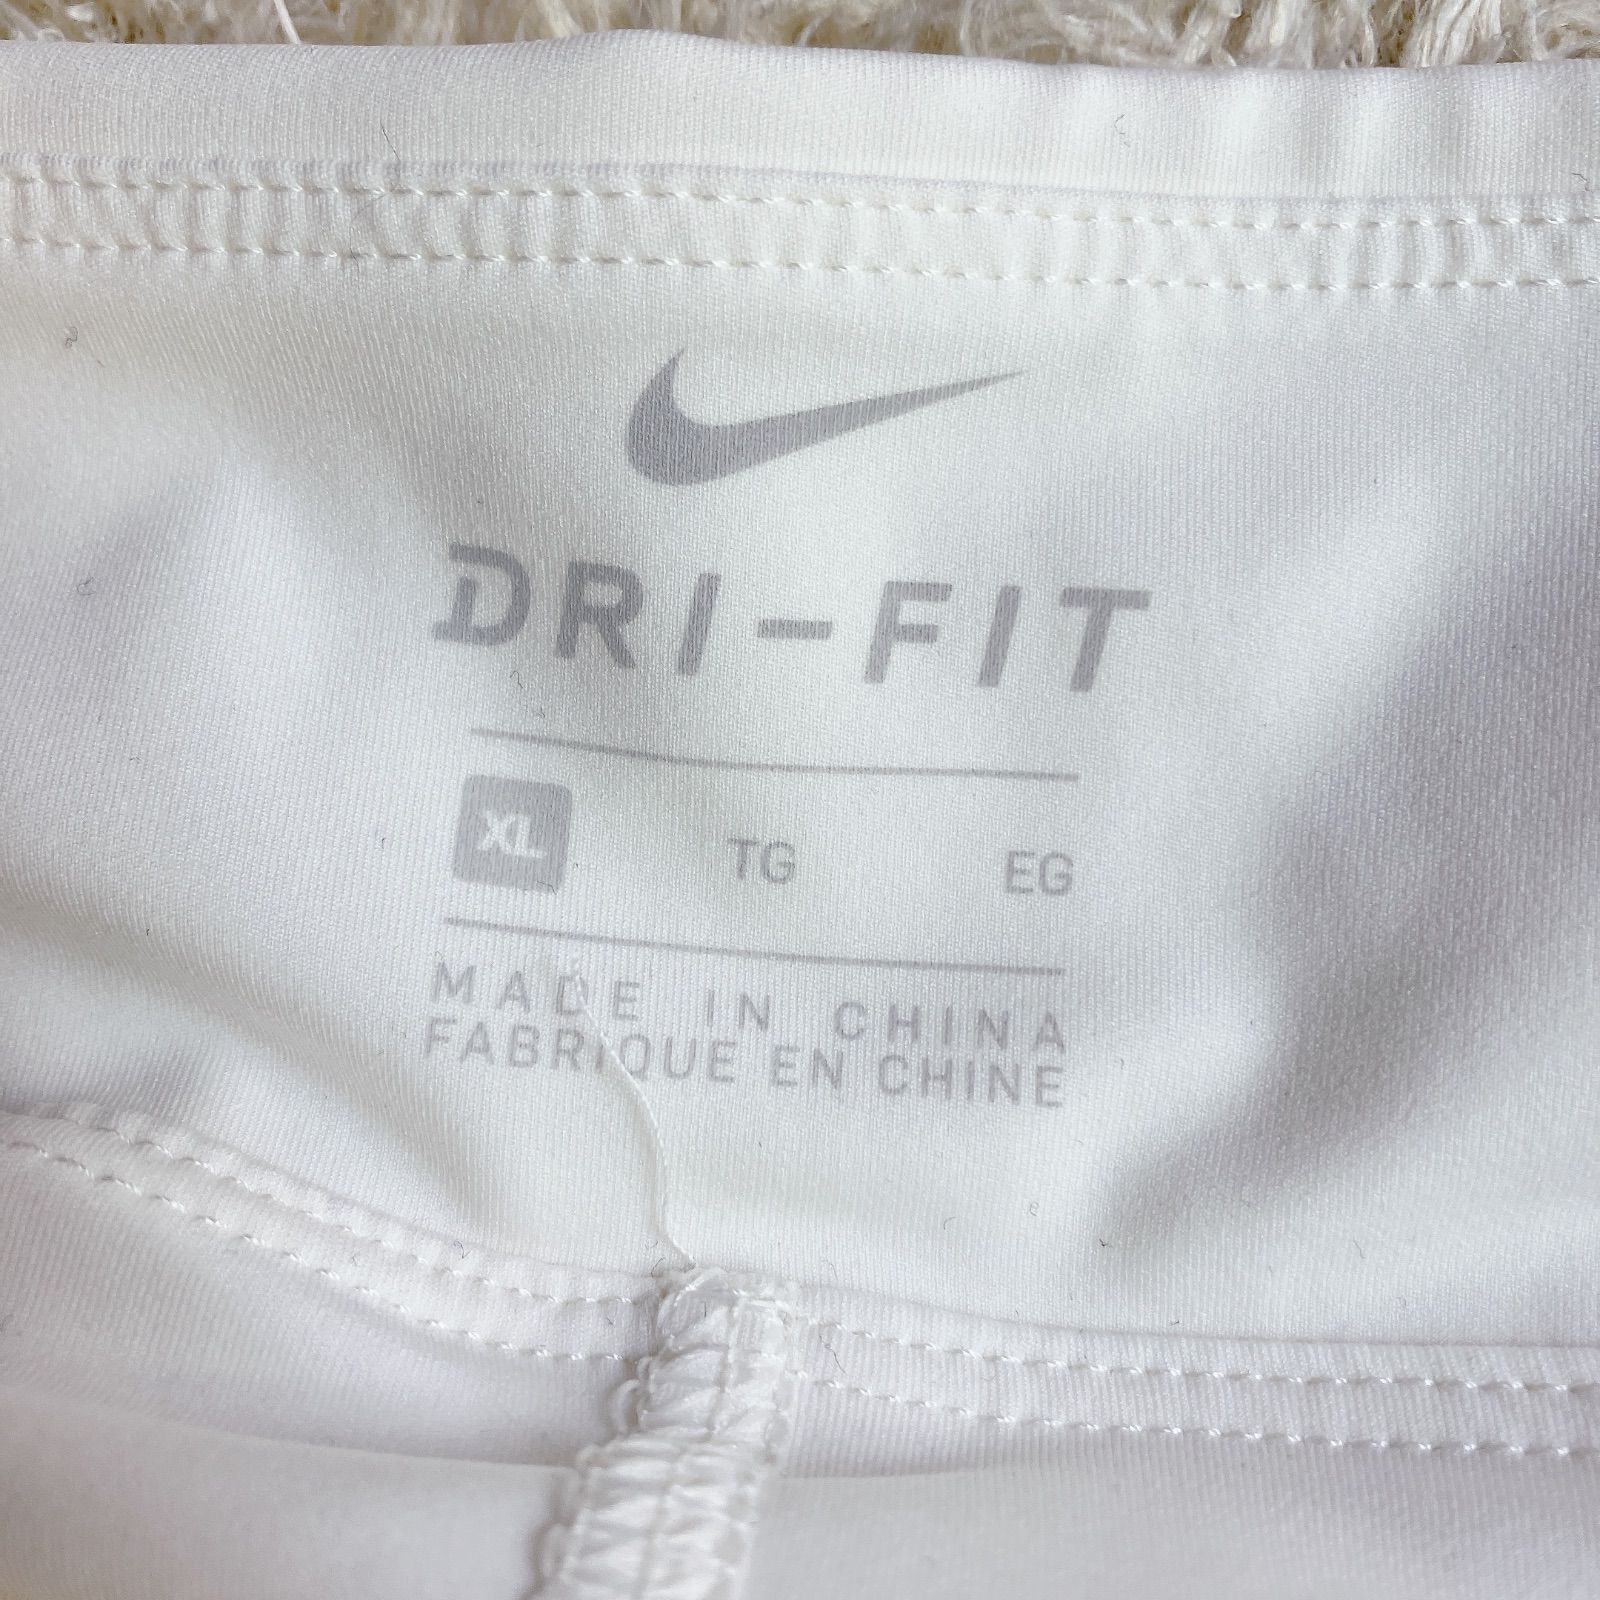 DRI-FIT
XL TG EG
MADE IN CHINA
FABRIQUE EN CHINE